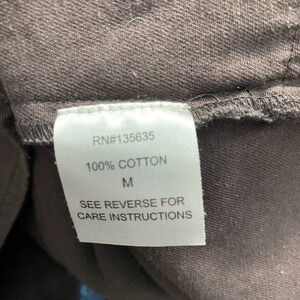 RN#135635
100% COTTON
M
SEE REVERSE FOR
CARE INSTRUCTIONS